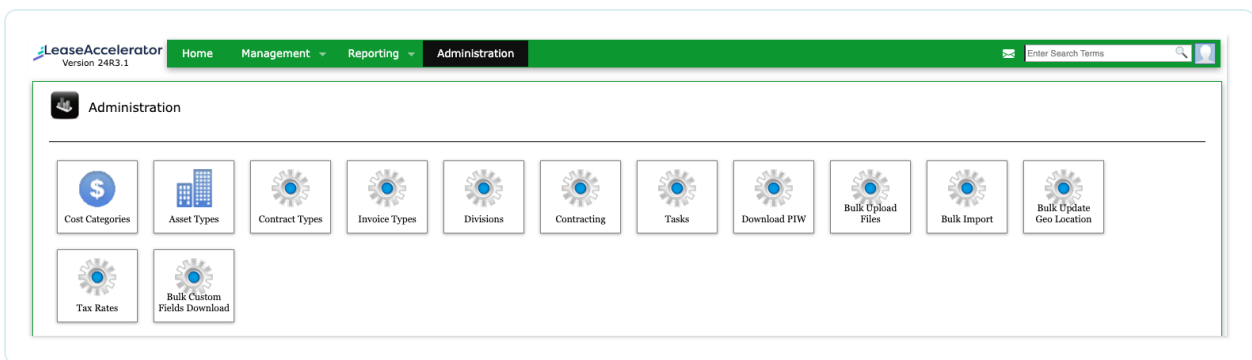 LeaseAccelerator
Version 24R3.1
Home Management Reporting Administration
Enter Search Terms
Administration
Cost Categories
Asset Types
Contract Types
Invoice Types
Divisions
Contracting
Tasks
Download PIW
Bulk Upload
Files
Bulk Import
Bulk Update
Geo Location
Tax Rates
Bulk Custom
Fields Download